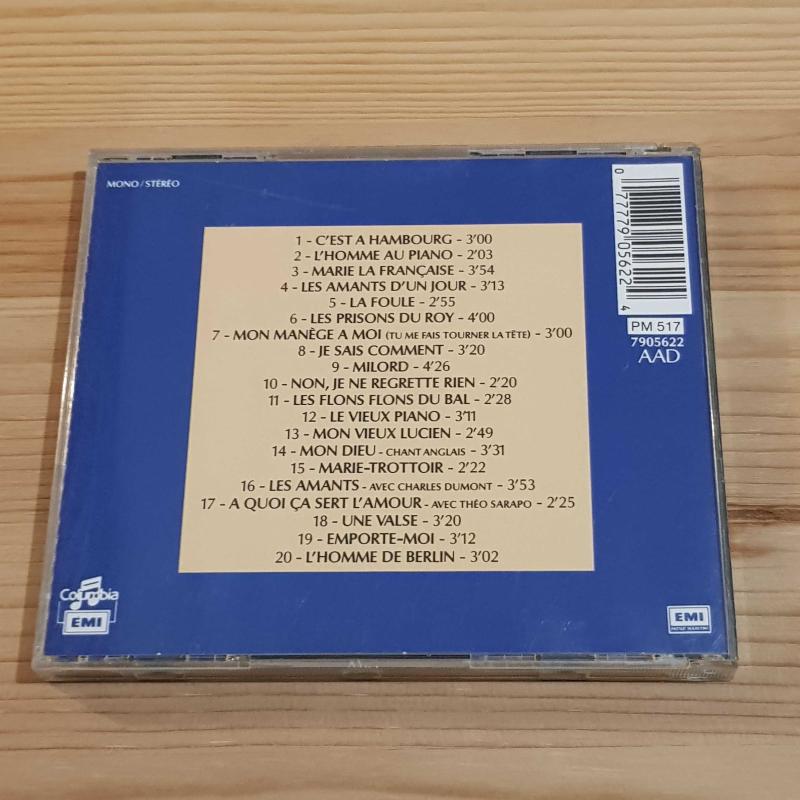 MONO/STÉRÉO
1 - C'EST A HAMBOURG - 3'00
2 - L'HOMME AU PIANO - 2'03
3 - MARIE LA FRANÇAISE - 3'54
4 - LES AMANTS D'UN JOUR - 3'13
5 - LA FOULE - 2'55
6 - LES PRISONS DU ROY - 4'00
7 - MON MANÈGE A MOI (TU ME FAIS TOURNER LA TÊTE) - 3'00
8 - JE SAIS COMMENT - 3'20
9 - MILORD - 4'26
10 - NON, JE NE REGRETTE RIEN - 2'20
11 - LES FLONS FLONS DU BAL - 2'28
12 - LE VIEUX PIANO - 3'11
13 - MON VIEUX LUCIEN - 2'49
14 - MON DIEU - CHANT ANGLAIS - 3'31
15 - MARIE-TROTTOIR - 2'22
16 - LES AMANTS - AVEC CHARLES DUMONT - 3'53
17 - A QUOI ÇA SERT L'AMOUR - AVEC THÉO SARAPO - 2'25
18 - UNE VALSE - 3'20
19 - EMPORTE-MOI - 3'12
20 - L'HOMME DE BERLIN - 3'02
0 77779 05622 4
PM 517
7905622
AAD
Columbia
EMI
EMI